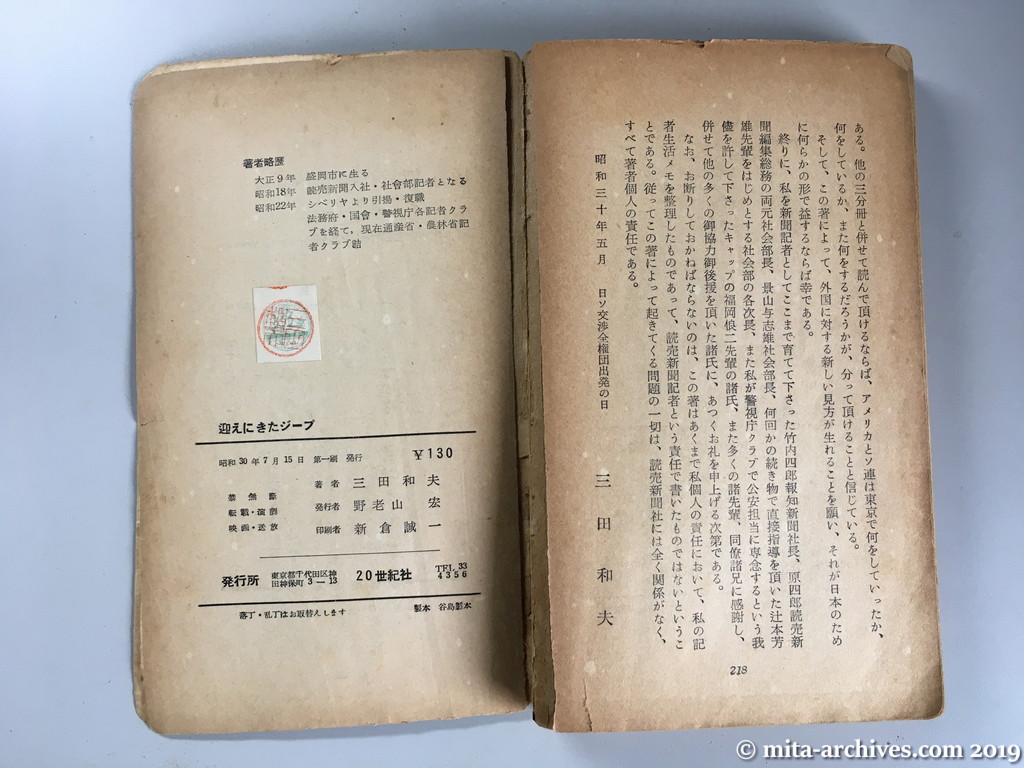 ある。他の三分冊と併せて読んで頂けるならば、アメリカとソ連は東京で何をしていったか、
何をしているか、また何をするだろうかが、分って頂けることと信じている。
そして、この著によって、外国に対する新しい見方が生れることを願い、それが日本のため
に何らかの形で益するならば幸である。
終りに、私を新聞記者としてここまで育てて下さった竹内四郎報知新聞社長、原四郎読売新
聞編集総務の両元社会部長、景山与志雄社会部長、何回かの続き物で直接指導を頂いた辻本芳
雄先輩をはじめとする社会部の各次長、また私が警視庁クラブで公安担当に専念するという我
儘を許して下さったキャップの福岡俍二先輩の諸氏、また多くの諸先輩、同僚諸兄に感謝し、
併せて他の多くの御協力御後援を頂いた諸氏に、あつくお礼を申上げる次第である。
なお、お断りしておかねばならないのは、この著はあくまで私個人の責任において、私の記
者生活メモを整理したものであって、読売新聞記者という責任で書いたものではないというこ
とである。従ってこの著によって起きてくる問題の一切は、読売新聞社には全く関係がなく、
すべて著者個人の責任である。
昭和三十年五月 日ソ交渉全権団出発の日
三田和夫
218
著者略歴
大正9年 盛岡市に生る
昭和18年 読売新聞入社・社會部記者となる
昭和22年 シベリヤより引揚・復職
法務府・國會・警視庁各記者クラ
ブを経て，現在通産省・農林省記
者クラブ詰
迎えにきたジープ
昭和30年7月15日 第一刷 発行 ¥130
著者 三田和夫
禁無断
転載・演劇
映画・送放
発行者 野老山 宏
印刷者 新倉誠一
発行所 東京都千代田区神
田神保町3―13 20世紀社 TEL 33
4356
落丁・乱丁はお取替えします 製本 谷島製本
© mita-archives.com 2019